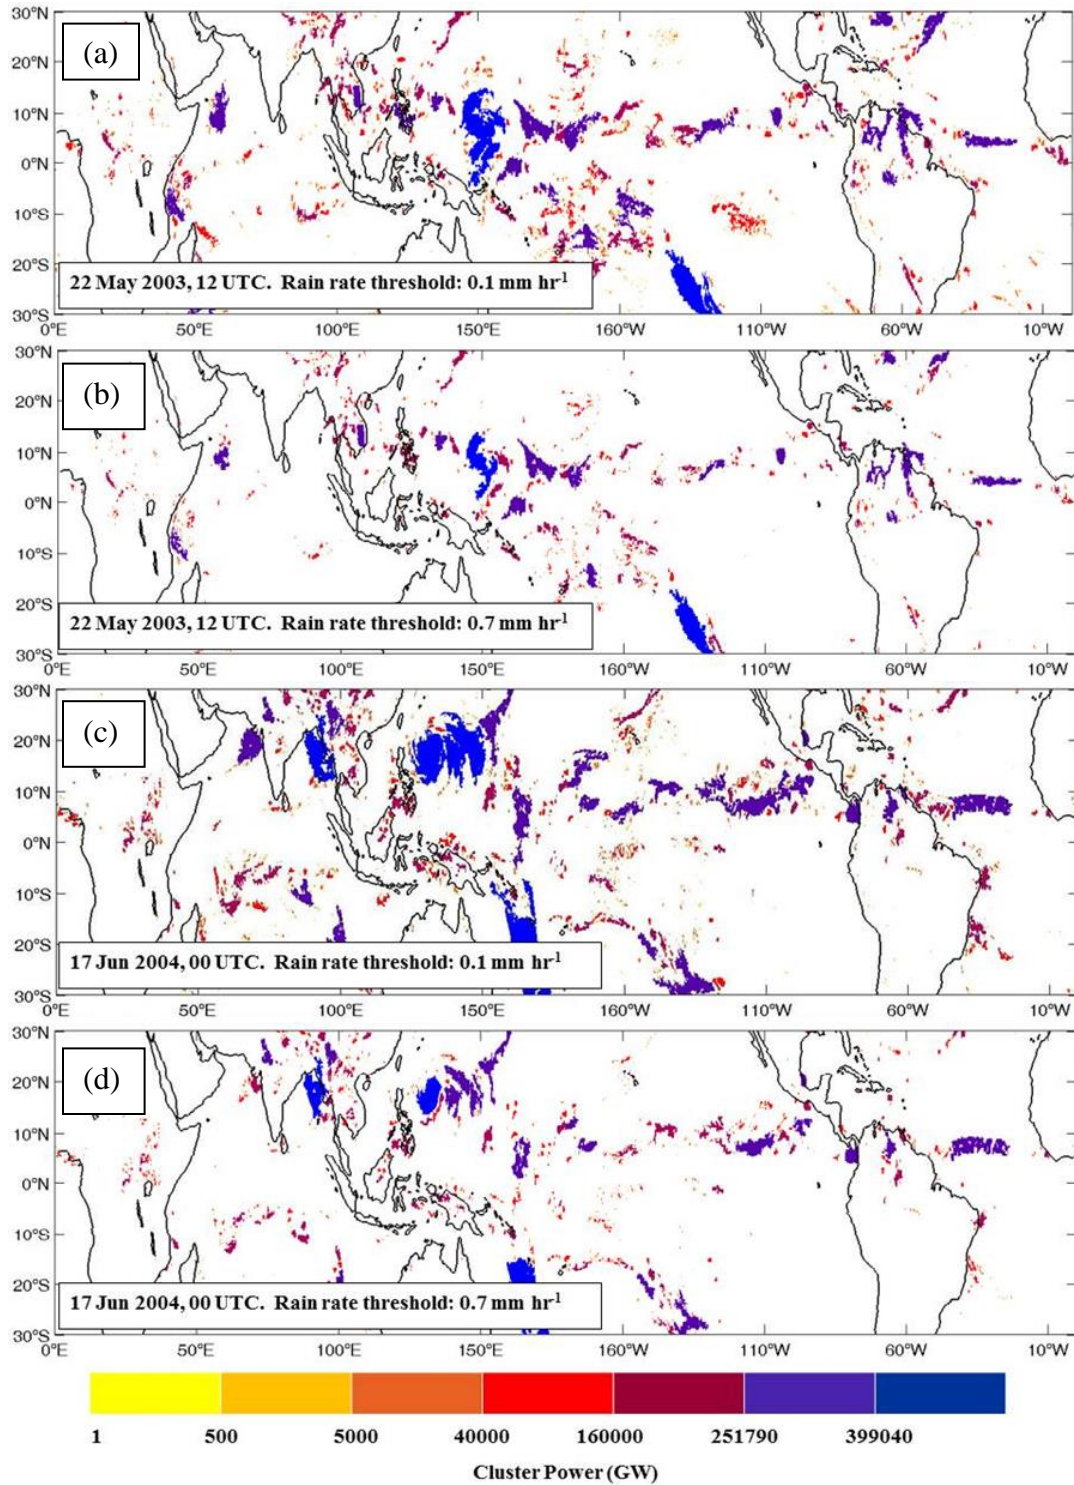 30°N
(a)
20°N
10°N
0°N
10°S
20°S
22 May 2003, 12 UTC. Rain rate threshold: 0.1 mm hr-1
30°S
0°E 50°E 100°E 150°E 160°W 110°W 60°W 10°W
30°N
(b)
20°N
10°N
0°N
10°S
20°S
22 May 2003, 12 UTC. Rain rate threshold: 0.7 mm hr-1
30°S
0°E 50°E 100°E 150°E 160°W 110°W 60°W 10°W
30°N
(c)
20°N
10°N
0°N
10°S
20°S
17 Jun 2004, 00 UTC. Rain rate threshold: 0.1 mm hr-1
30°S
0°E 50°E 100°E 150°E 160°W 110°W 60°W 10°W
30°N
(d)
20°N
10°N
0°N
10°S
20°S
17 Jun 2004, 00 UTC. Rain rate threshold: 0.7 mm hr-1
30°S
0°E 50°E 100°E 150°E 160°W 110°W 60°W 10°W
1 500 5000 40000 160000 251790 399040
Cluster Power (GW)